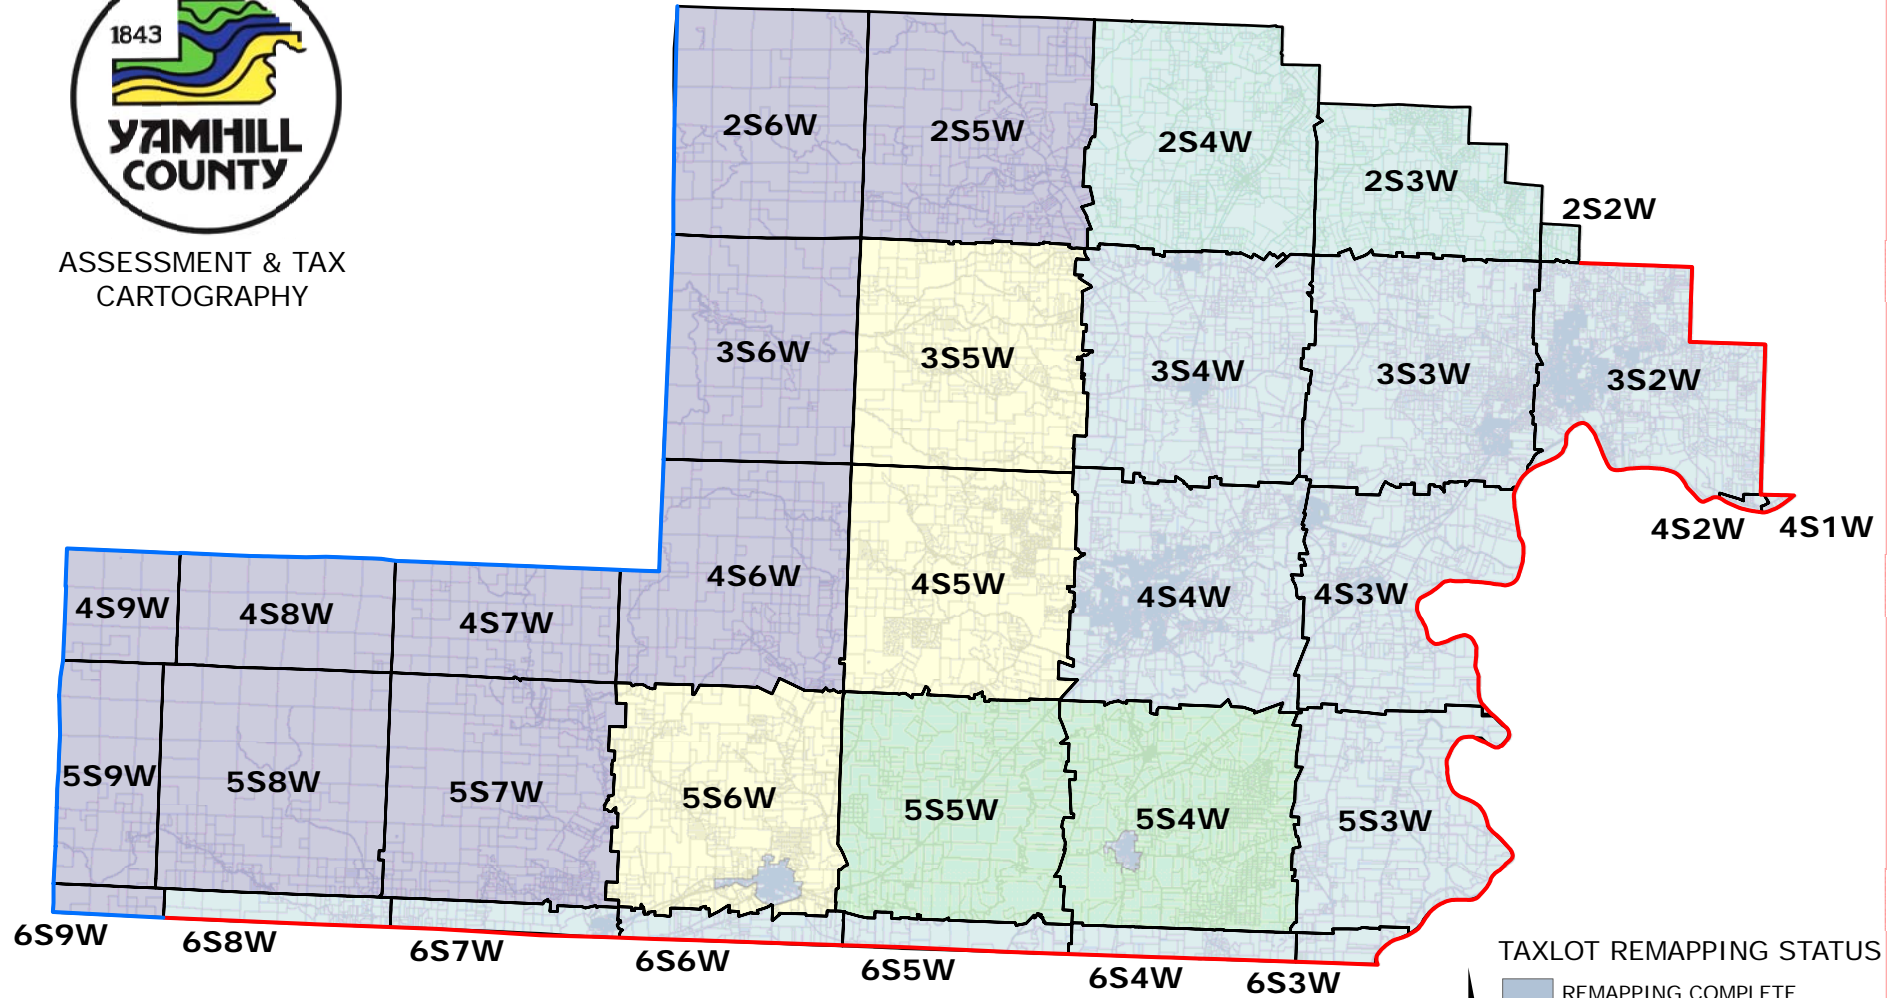 1843
YAMHILL
COUNTY
ASSESSMENT & TAX
CARTOGRAPHY
2S6W
2S5W
2S4W
2S3W
2S2W
3S6W
3S5W
3S4W
3S3W
3S2W
4S2W
4S1W
4S9W
4S8W
4S7W
4S6W
4S5W
4S4W
4S3W
5S9W
5S8W
5S7W
5S6W
5S5W
5S4W
5S3W
6S9W
6S8W
6S7W
6S6W
6S5W
6S4W
6S3W
TAXLOT REMAPPING STATUS
REMAPPING COMPLETE